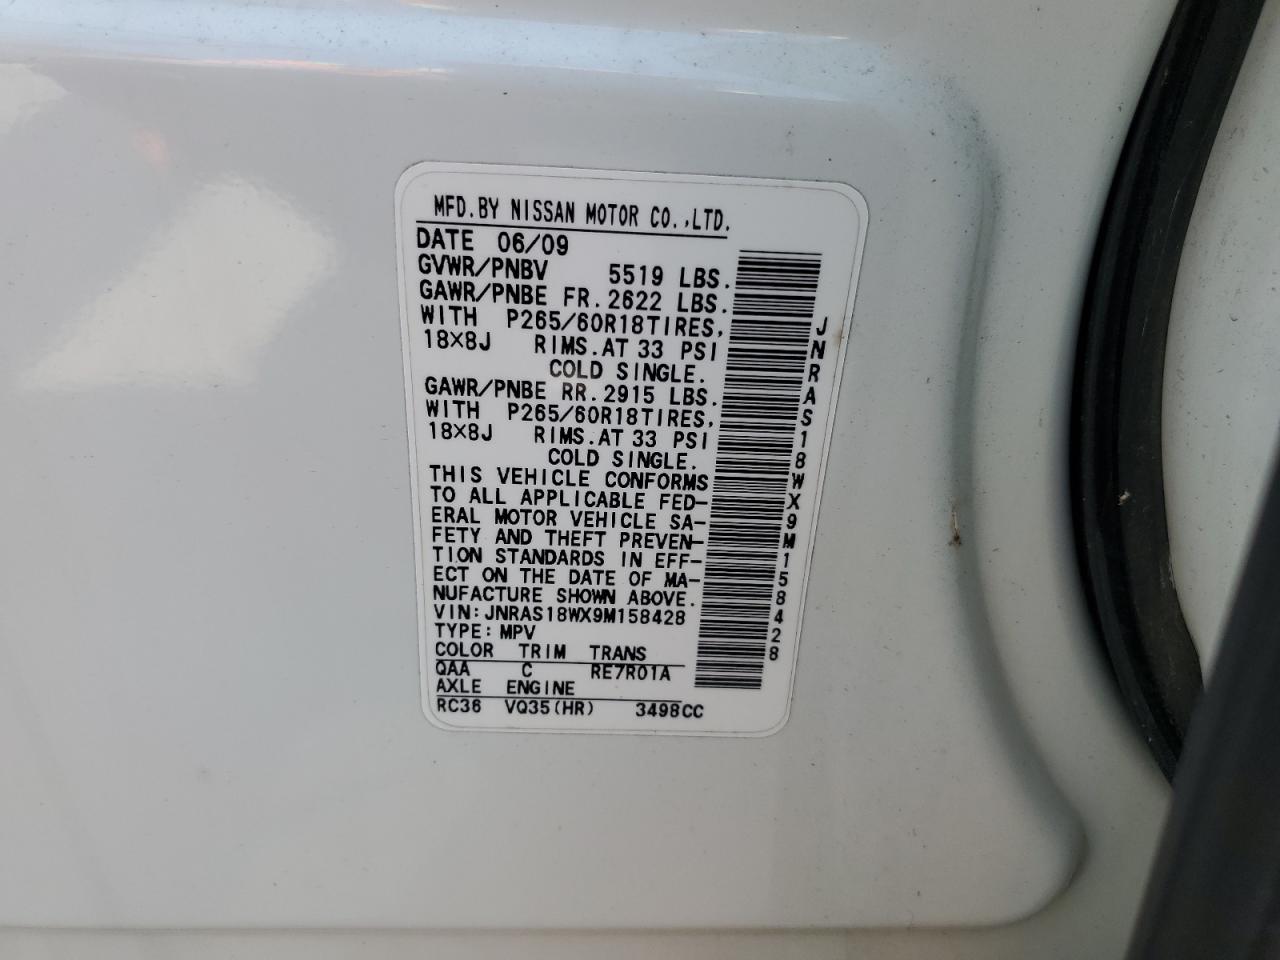 MFD.BY NISSAN MOTOR CO.,LTD.
DATE 06/09
GVWR/PNBV 5519 LBS.
GAWR/PNBE FR.2622 LBS.
WITH P265/60R18TIRES,
18X8J RIMS.AT 33 PSI
COLD SINGLE.
GAWR/PNBE RR.2915 LBS.
WITH P265/60R18TIRES,
18X8J RIMS.AT 33 PSI
COLD SINGLE.
THIS VEHICLE CONFORMS
TO ALL APPLICABLE FED-
ERAL MOTOR VEHICLE SA-
FETY AND THEFT PREVEN-
TION STANDARDS IN EFF-
ECT ON THE DATE OF MA-
NUFACTURE SHOWN ABOVE.
VIN:JNRAS18WX9M158428
TYPE:MPV
COLOR TRIM TRANS
QAA C RE7R01A
AXLE ENGINE
RC36 VQ35(HR) 3498CC
JNRAS18WX9M158428